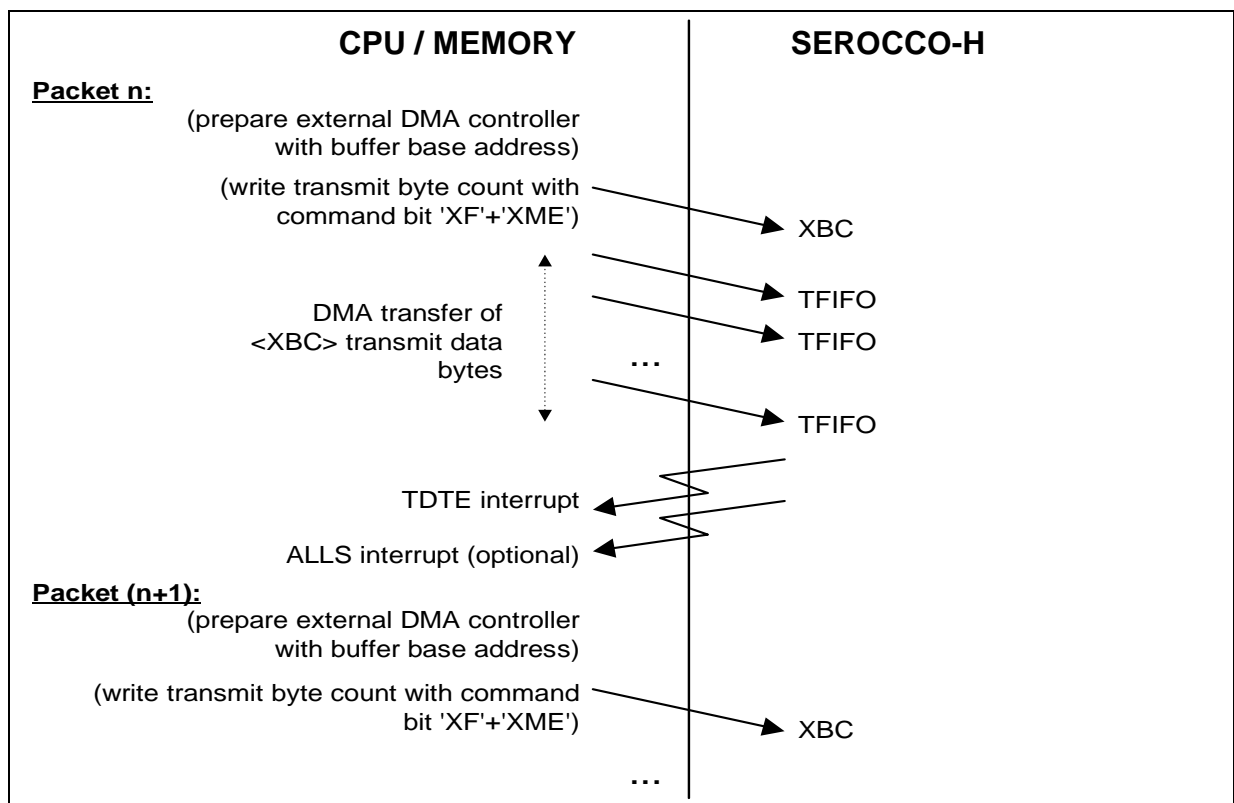 CPU / MEMORY SEROCCO-H
Packet n:
(prepare external DMA controller
with buffer base address)
(write transmit byte count with
command bit 'XF'+'XME')
XBC
TFIFO
DMA transfer of
<XBC> transmit data
bytes
TFIFO
...
TFIFO
TDTE interrupt
ALLS interrupt (optional)
Packet (n+1):
(prepare external DMA controller
with buffer base address)
(write transmit byte count with command
bit 'XF'+'XME')
XBC
...